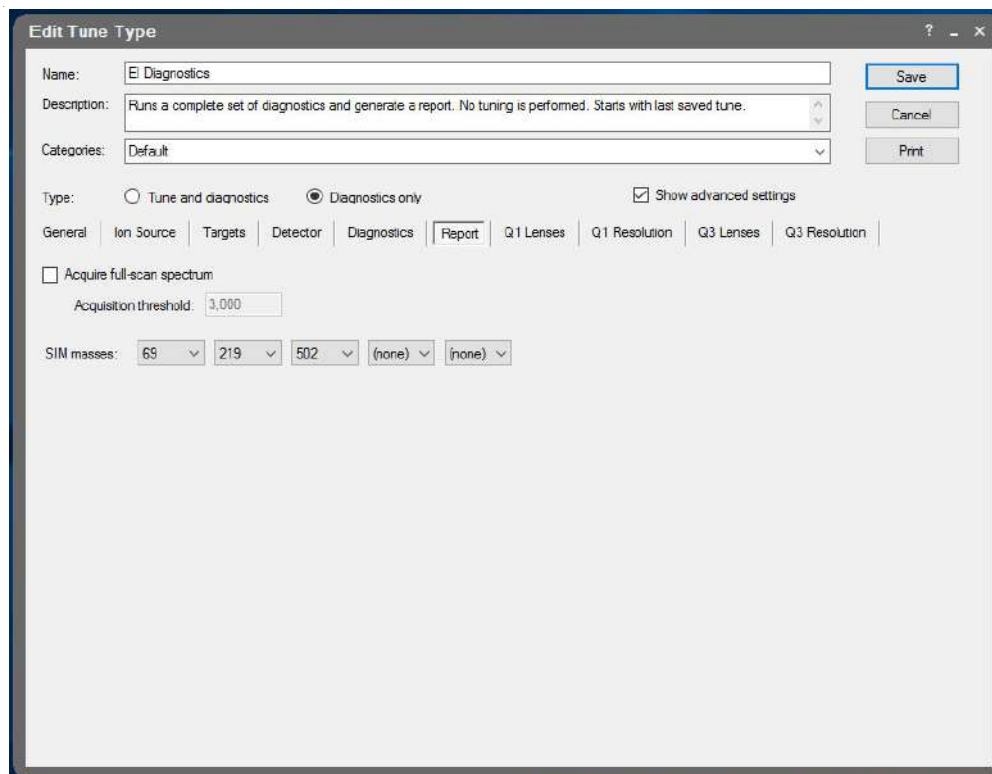 Edit Tune Type ?
Name: EI Diagnostics Save
Description: Runs a complete set of diagnostics and generate a report. No tuning is performed. Starts with last saved tune. Cancel
Categories: Default Print
Type: Tune and diagnostics Diagnostics only Show advanced settings
General Ion Source Targets Detector Diagnostics Report Q1 Lenses Q1 Resolution Q3 Lenses Q3 Resolution
Acquire full-scan spectrum
Acquisition threshold: 3,000
SIM masses: 69 219 502 (none) (none)